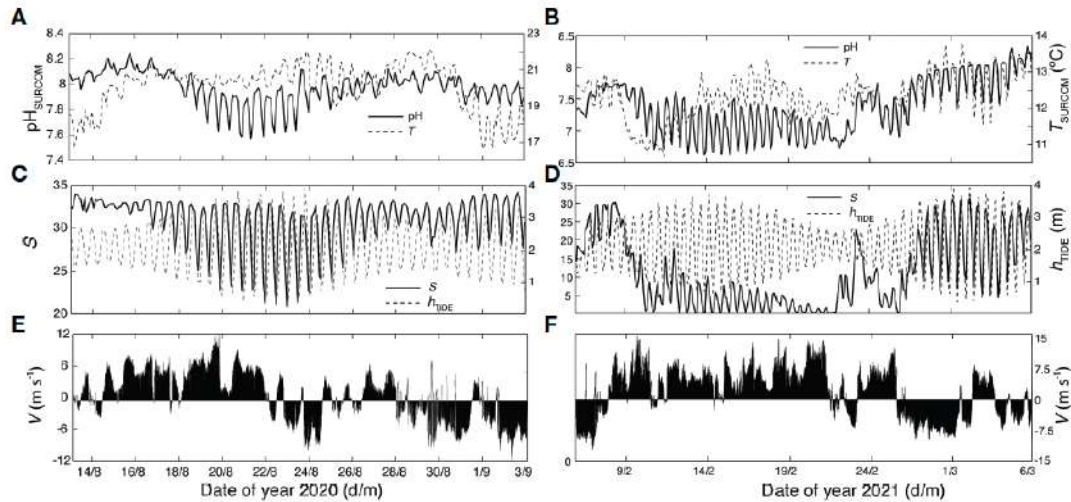 A
8.4
8.2
8
7.8
7.6
7.4
pH_SURCOM
22
21
20
19
18
17
pH
T
B
8.5
8
7.5
7
6.5
14
13
12
11
T_SURCOM (ºC)
pH
T
C
35
30
25
20
S
4
3
2
1
S
h_TIDE
D
35
30
25
20
15
10
5
4
3
2
1
h_TIDE (m)
S
h_TIDE
E
12
6
0
-6
-12
V (m s⁻¹)
14/8 16/8 18/8 20/8 22/8 24/8 26/8 28/8 30/8 1/9 3/9
Date of year 2020 (d/m)
F
15
7.5
0
-7.5
-15
V (m s⁻¹)
0
9/2 14/2 19/2 24/2 1/3 6/3
Date of year 2021 (d/m)